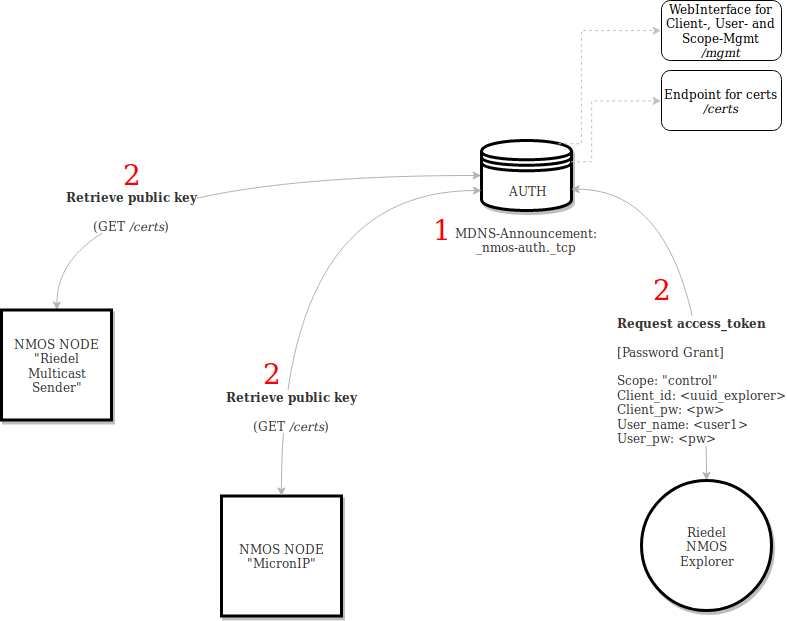 WebInterface for
Client-, User- and
Scope-Mgmt
/mgmt
Endpoint for certs
/certs
AUTH
1
MDNS-Announcement:
_nmos-auth._tcp
2
Retrieve public key
(GET /certs)
NMOS NODE
"Riedel
Multicast
Sender"
2
Retrieve public key
(GET /certs)
NMOS NODE
"MicronIP"
2
Request access_token
[Password Grant]
Scope: "control"
Client_id: <uuid_explorer>
Client_pw: <pw>
User_name: <user1>
User_pw: <pw>
Riedel
NMOS
Explorer